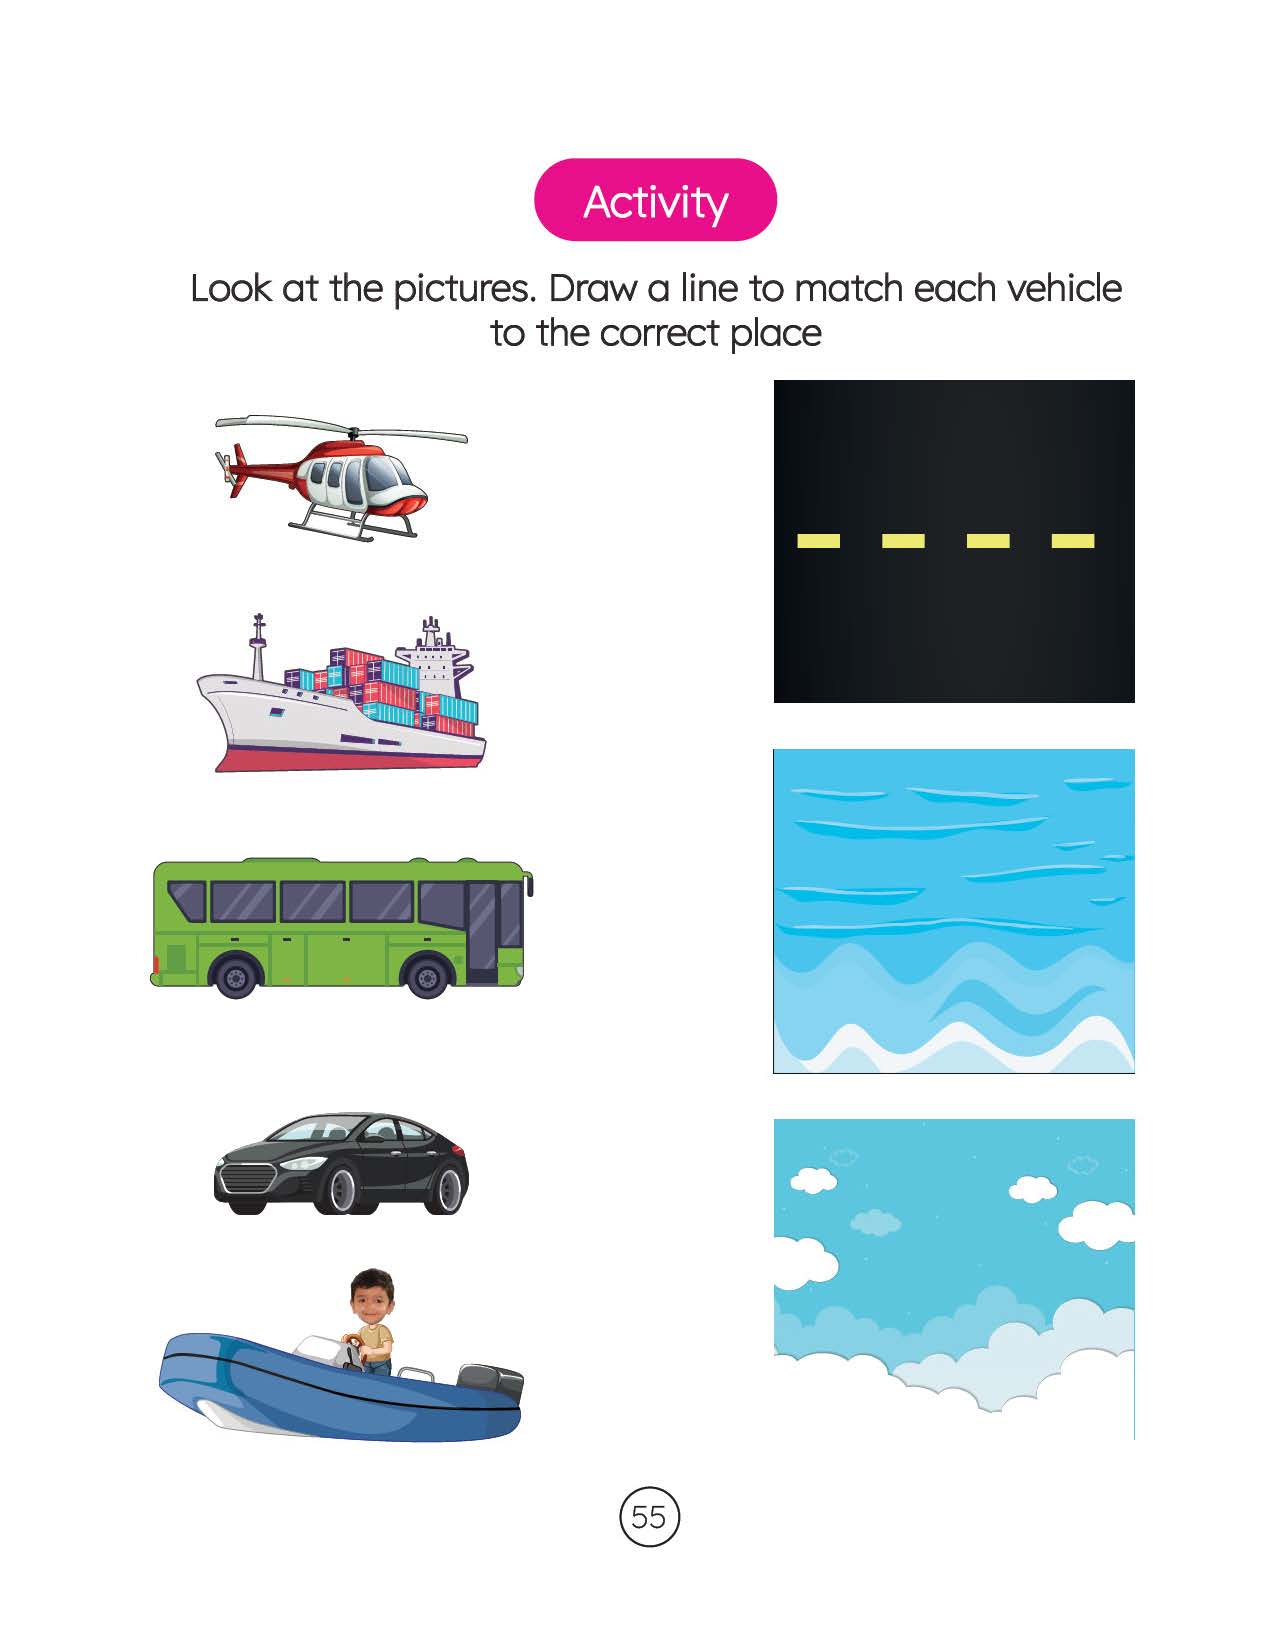 Activity
Look at the pictures. Draw a line to match each vehicle
to the correct place
55